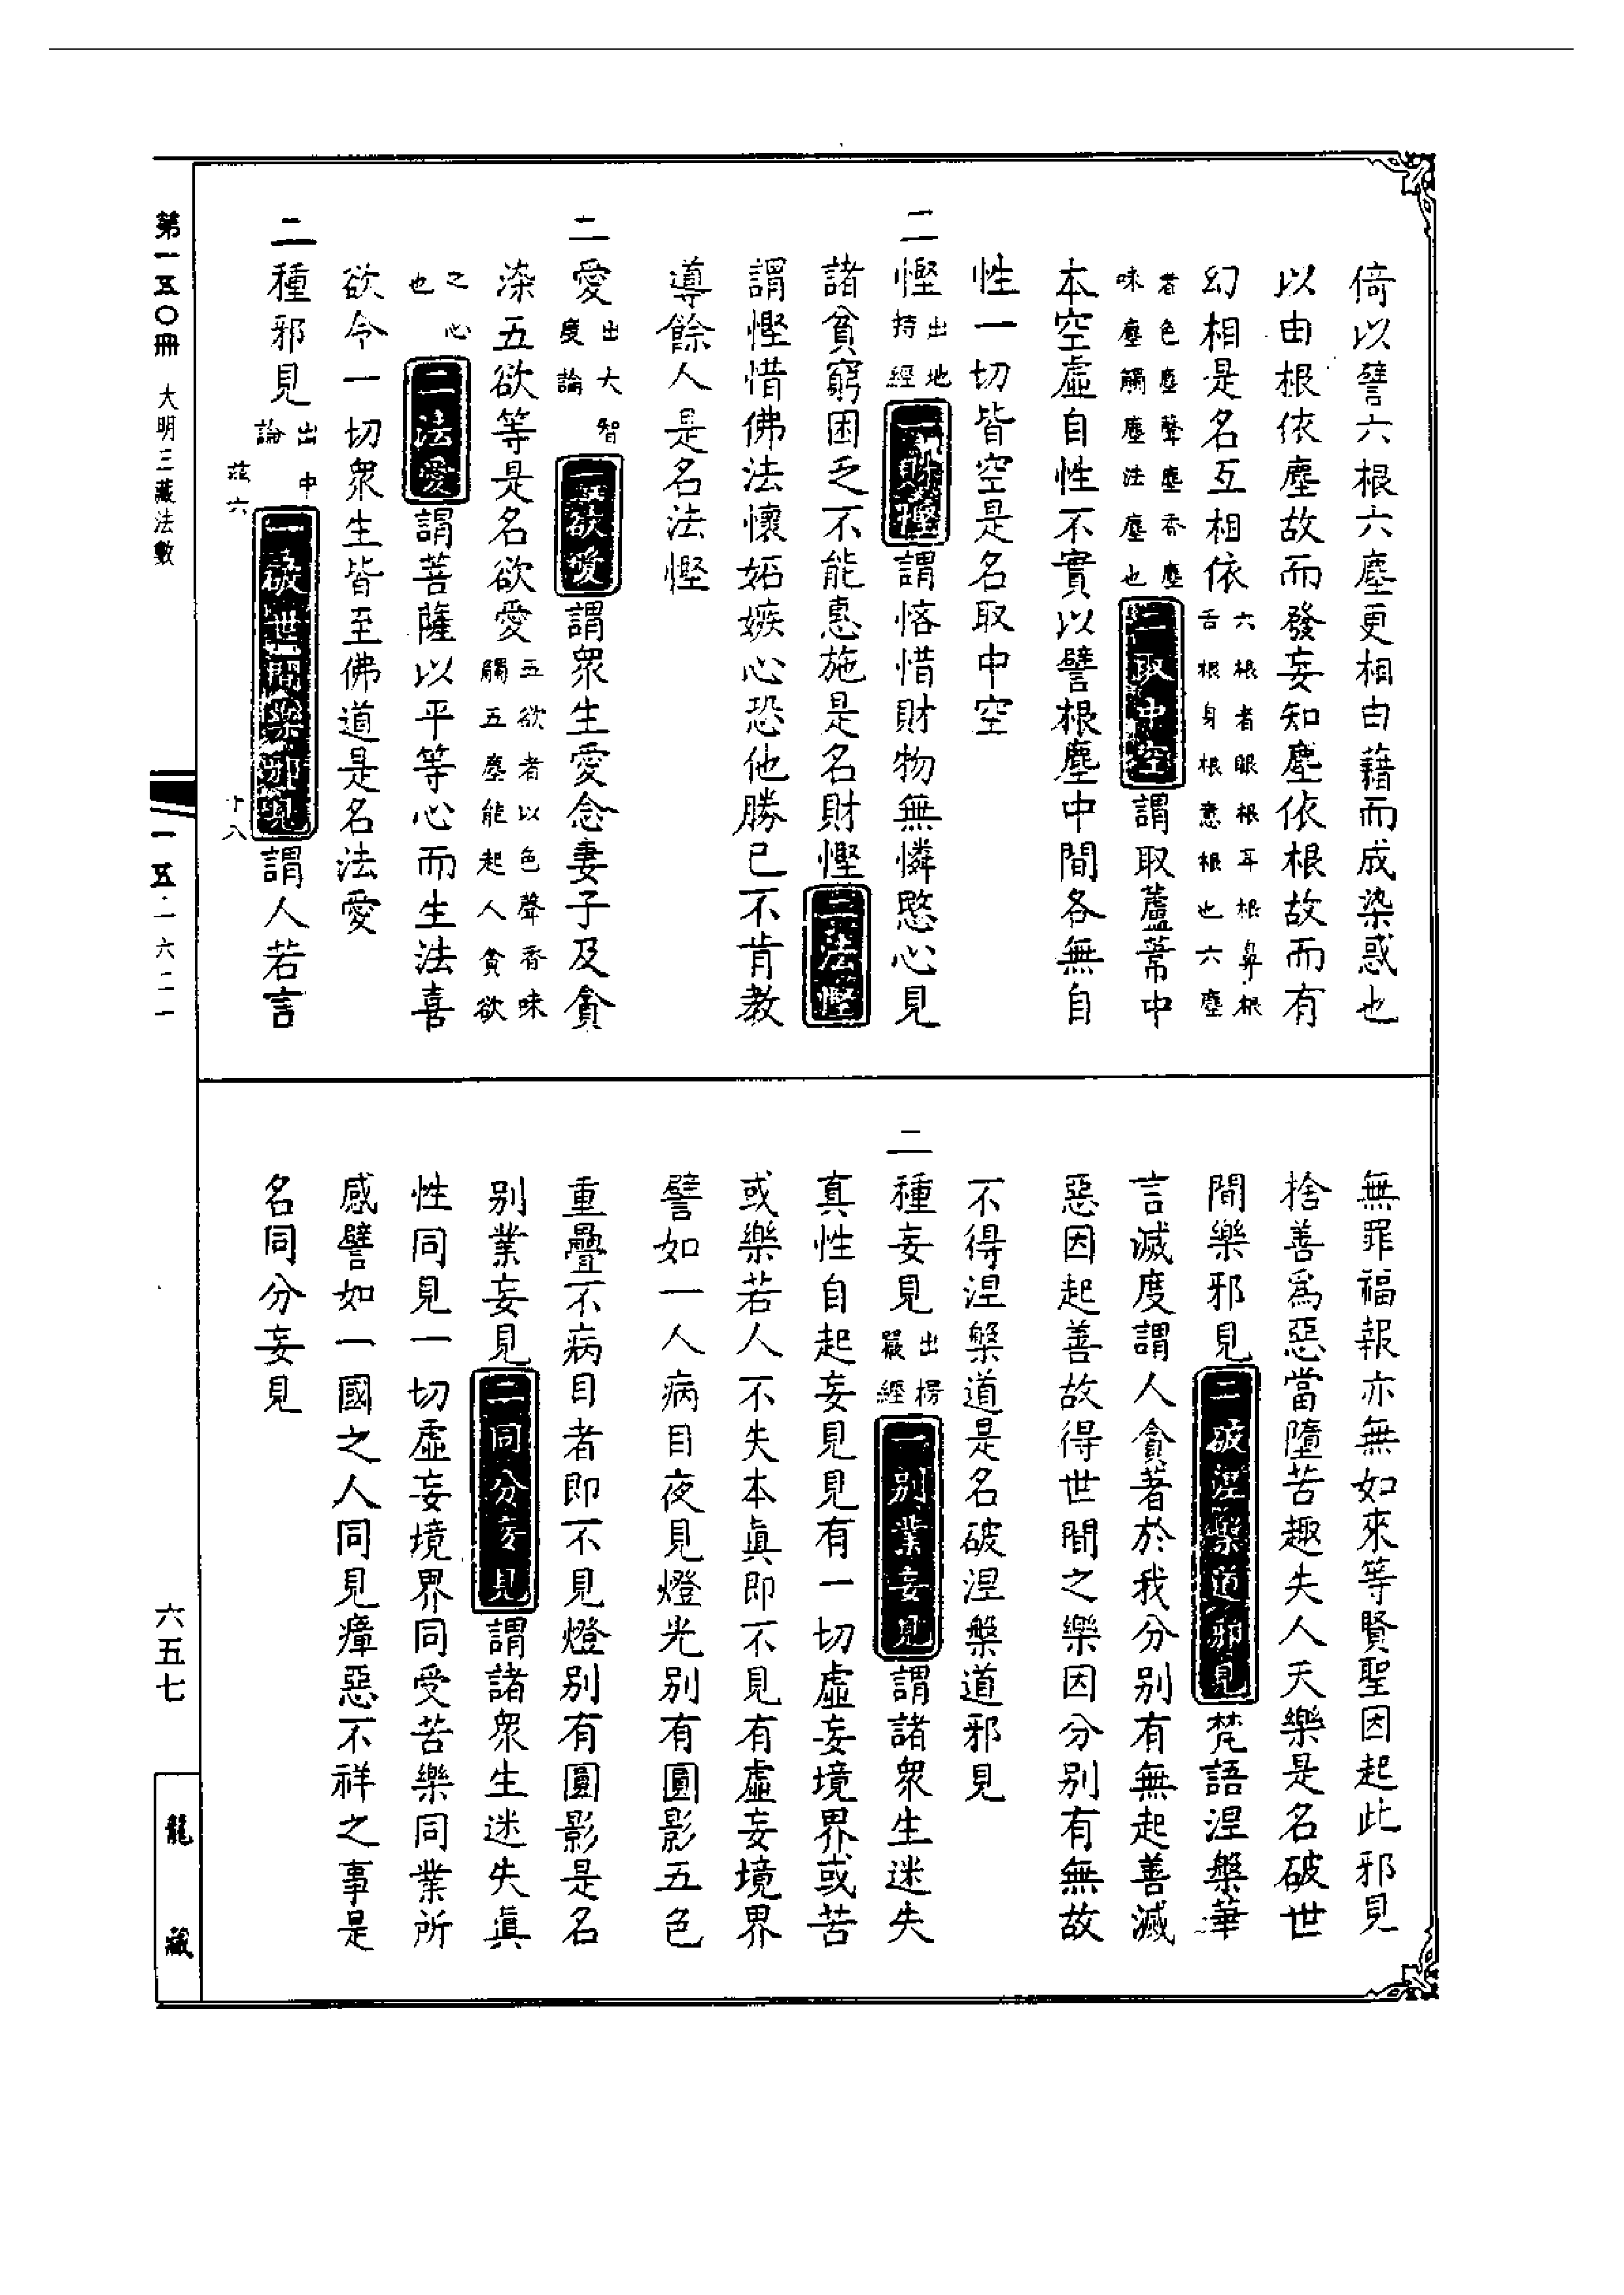 倚以譬六根六塵更相由藉而成染惑也
以由根依塵故而發妄知塵依根故而有
幻相是名互相依六根者眼根耳根鼻根舌根身根意根也六塵
者色塵聲塵香塵味塵觸塵法塵也二取中空謂取蘆葦中
本空虛自性不實以譬根塵中間各無自
性一切皆空是名取中空
二慳出地持經一財慳謂悋惜財物無憐愍心見
諸貧窮困乏不能惠施是名財慳二法慳
謂慳惜佛法懷妬嫉心恐他勝已不肯教
導餘人是名法慳
二愛出大智度論一欲愛謂眾生愛念妻子及貪
染五欲等是名欲愛五欲者以色聲香味觸五塵能起人貪欲
之心也二法愛謂菩薩以平等心而生法喜
欲令一切眾生皆至佛道是名法愛
二種邪見出中論一破世間樂邪見謂人若言
茲六 十八
無罪福報亦無如來等賢聖因起此邪見
捨善為惡當墮苦趣失人天樂是名破世
間樂邪見二破涅槃道邪見梵語涅槃華
言滅度謂人貪著於我分別有無起善滅
惡因起善故得世間之樂因分別有無故
不得涅槃道是名破涅槃道邪見
二種妄見出楞嚴經一別業妄見謂諸眾生迷失
真性自起妄見見有一切虛妄境界或苦
或樂若人不失本真即不見有虛妄境界
譬如一人病目夜見燈光別有圓影五色
重疊不病目者即不見燈別有圓影是名
別業妄見二同分妄見謂諸眾生迷失真
性同見一切虛妄境界同受苦樂同業所
感譬如一國之人同見瘴惡不祥之事是
名同分妄見
第一五〇冊 大明三藏法數
一五·一六二一
六五七
龍藏